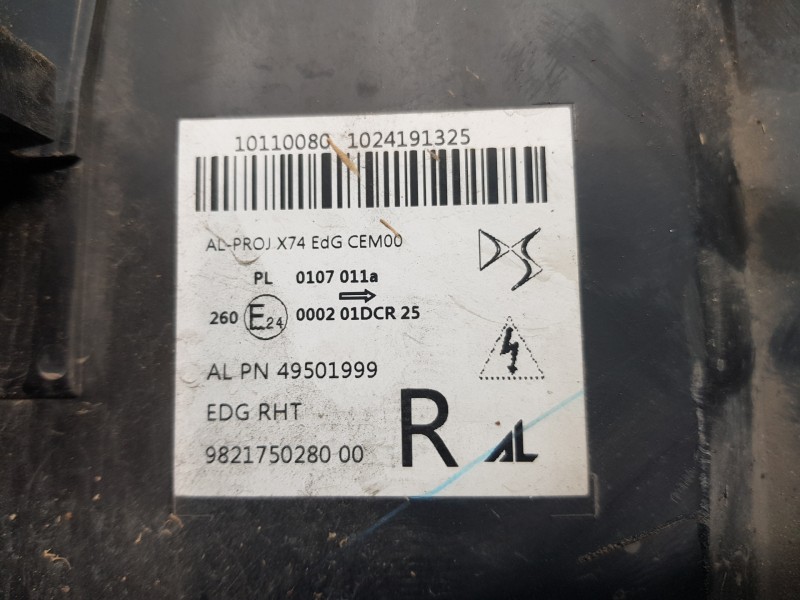 10110080 1024191325
AL-PROJ X74 EdG CEM00
DS
PL 0107 011a
260 E24 0002 01DCR 25
AL PN 49501999
EDG RHT
R AL
9821750280 00